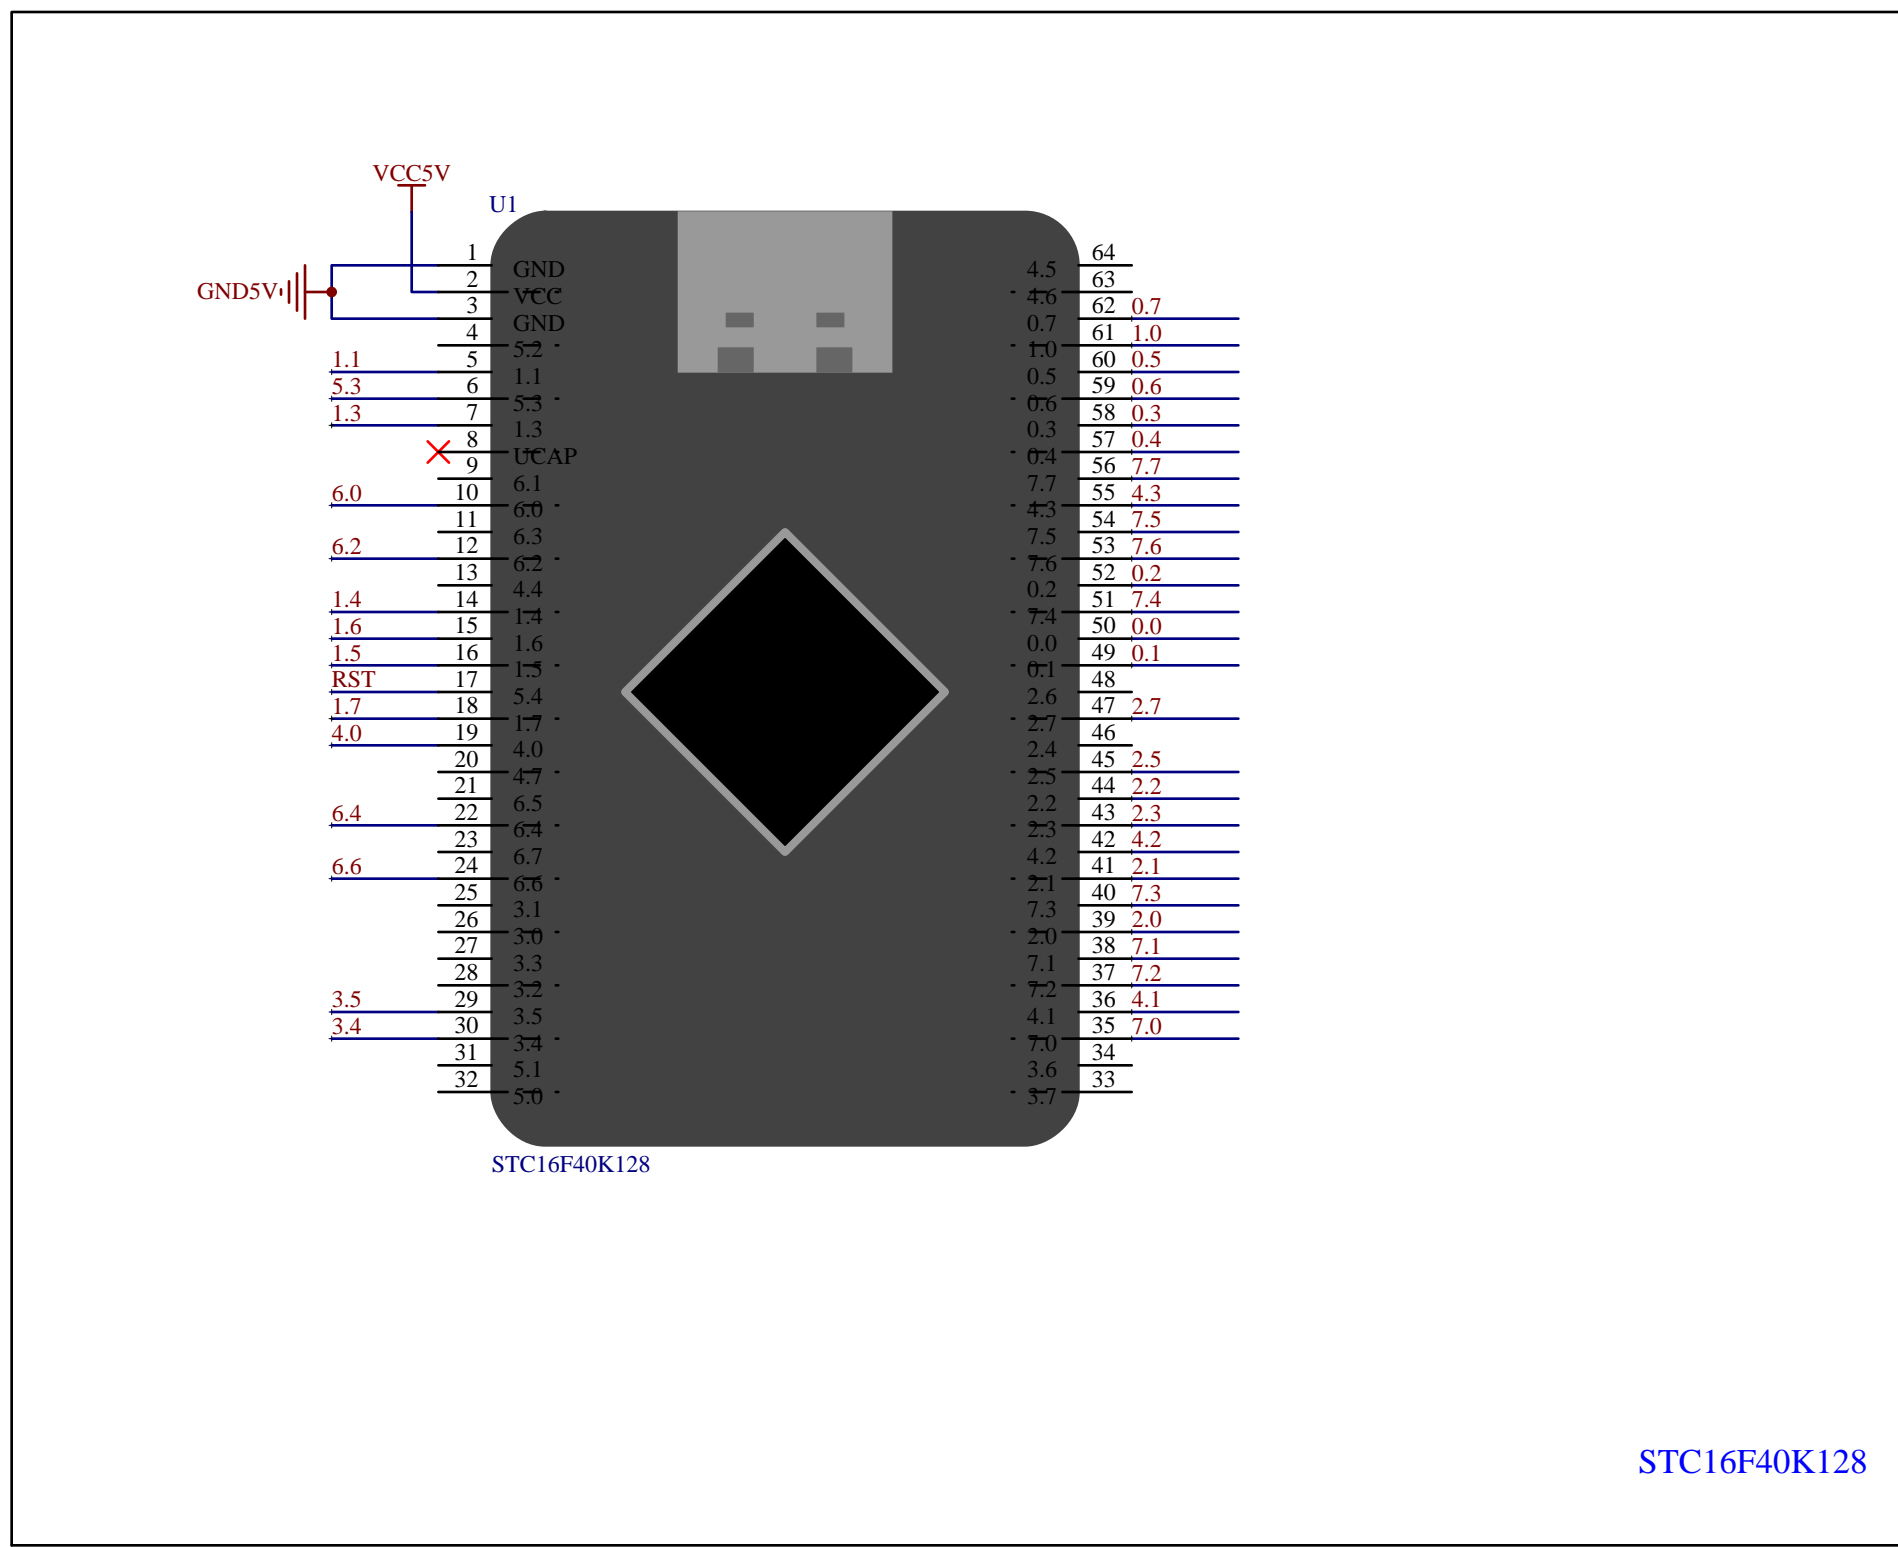 VCC5V
U1
GND5V
1 GND 4.5 64
2 VCC 4.6 63
3 GND 0.7 62 0.7
4 5.2 1.0 61 1.0
1.1 5 1.1 0.5 60 0.5
5.3 6 5.3 0.6 59 0.6
1.3 7 1.3 0.3 58 0.3
8 UCAP 0.4 57 0.4
9 6.1 7.7 56 7.7
6.0 10 6.0 4.3 55 4.3
11 6.3 7.5 54 7.5
6.2 12 6.2 7.6 53 7.6
13 4.4 0.2 52 0.2
1.4 14 1.4 7.4 51 7.4
1.6 15 1.6 0.0 50 0.0
1.5 16 1.5 0.1 49 0.1
RST 17 5.4 2.6 48
1.7 18 1.7 2.7 47 2.7
4.0 19 4.0 2.4 46
20 4.7 2.5 45 2.5
21 6.5 2.2 44 2.2
6.4 22 6.4 2.3 43 2.3
23 6.7 4.2 42 4.2
6.6 24 6.6 2.1 41 2.1
25 3.1 7.3 40 7.3
26 3.0 2.0 39 2.0
27 3.3 7.1 38 7.1
28 3.2 7.2 37 7.2
3.5 29 3.5 4.1 36 4.1
3.4 30 3.4 7.0 35 7.0
31 5.1 3.6 34
32 5.0 3.7 33
STC16F40K128
STC16F40K128